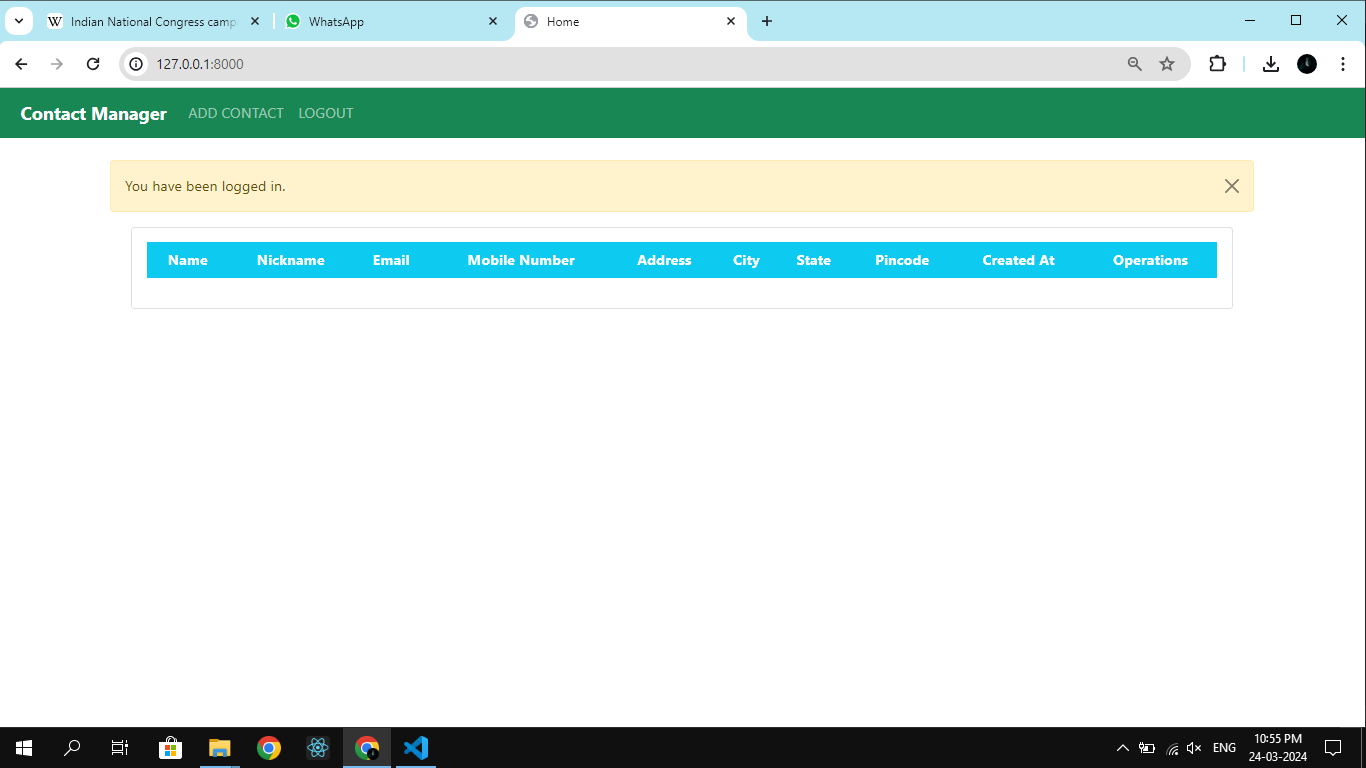 Indian National Congress camp
WhatsApp
Home
127.0.0.1:8000
Contact Manager ADD CONTACT LOGOUT
You have been logged in.
Name Nickname Email Mobile Number Address City State Pincode Created At Operations
ENG
10:55 PM
24-03-2024